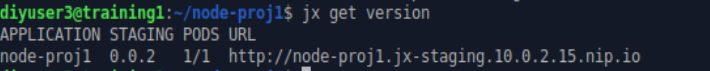 diyuser3@training1:~/node-proj1$ jx get version
APPLICATION STAGING PODS URL
node-proj1 0.0.2 1/1 http://node-proj1.jx-staging.10.0.2.15.nip.io